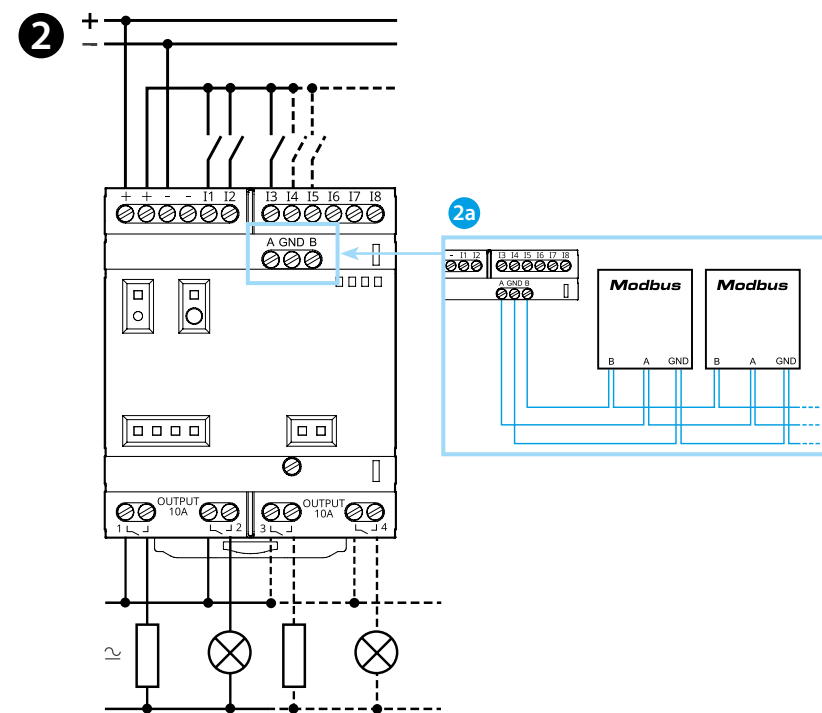 2
+
−
+ + - - I1 I2 I3 I4 I5 I6 I7 I8
A GND B
OUTPUT
10A
1 2
OUTPUT
10A
3 4
2a
- I1 I2 I3 I4 I5 I6 I7 I8
A GND B
Modbus
B A GND
Modbus
B A GND